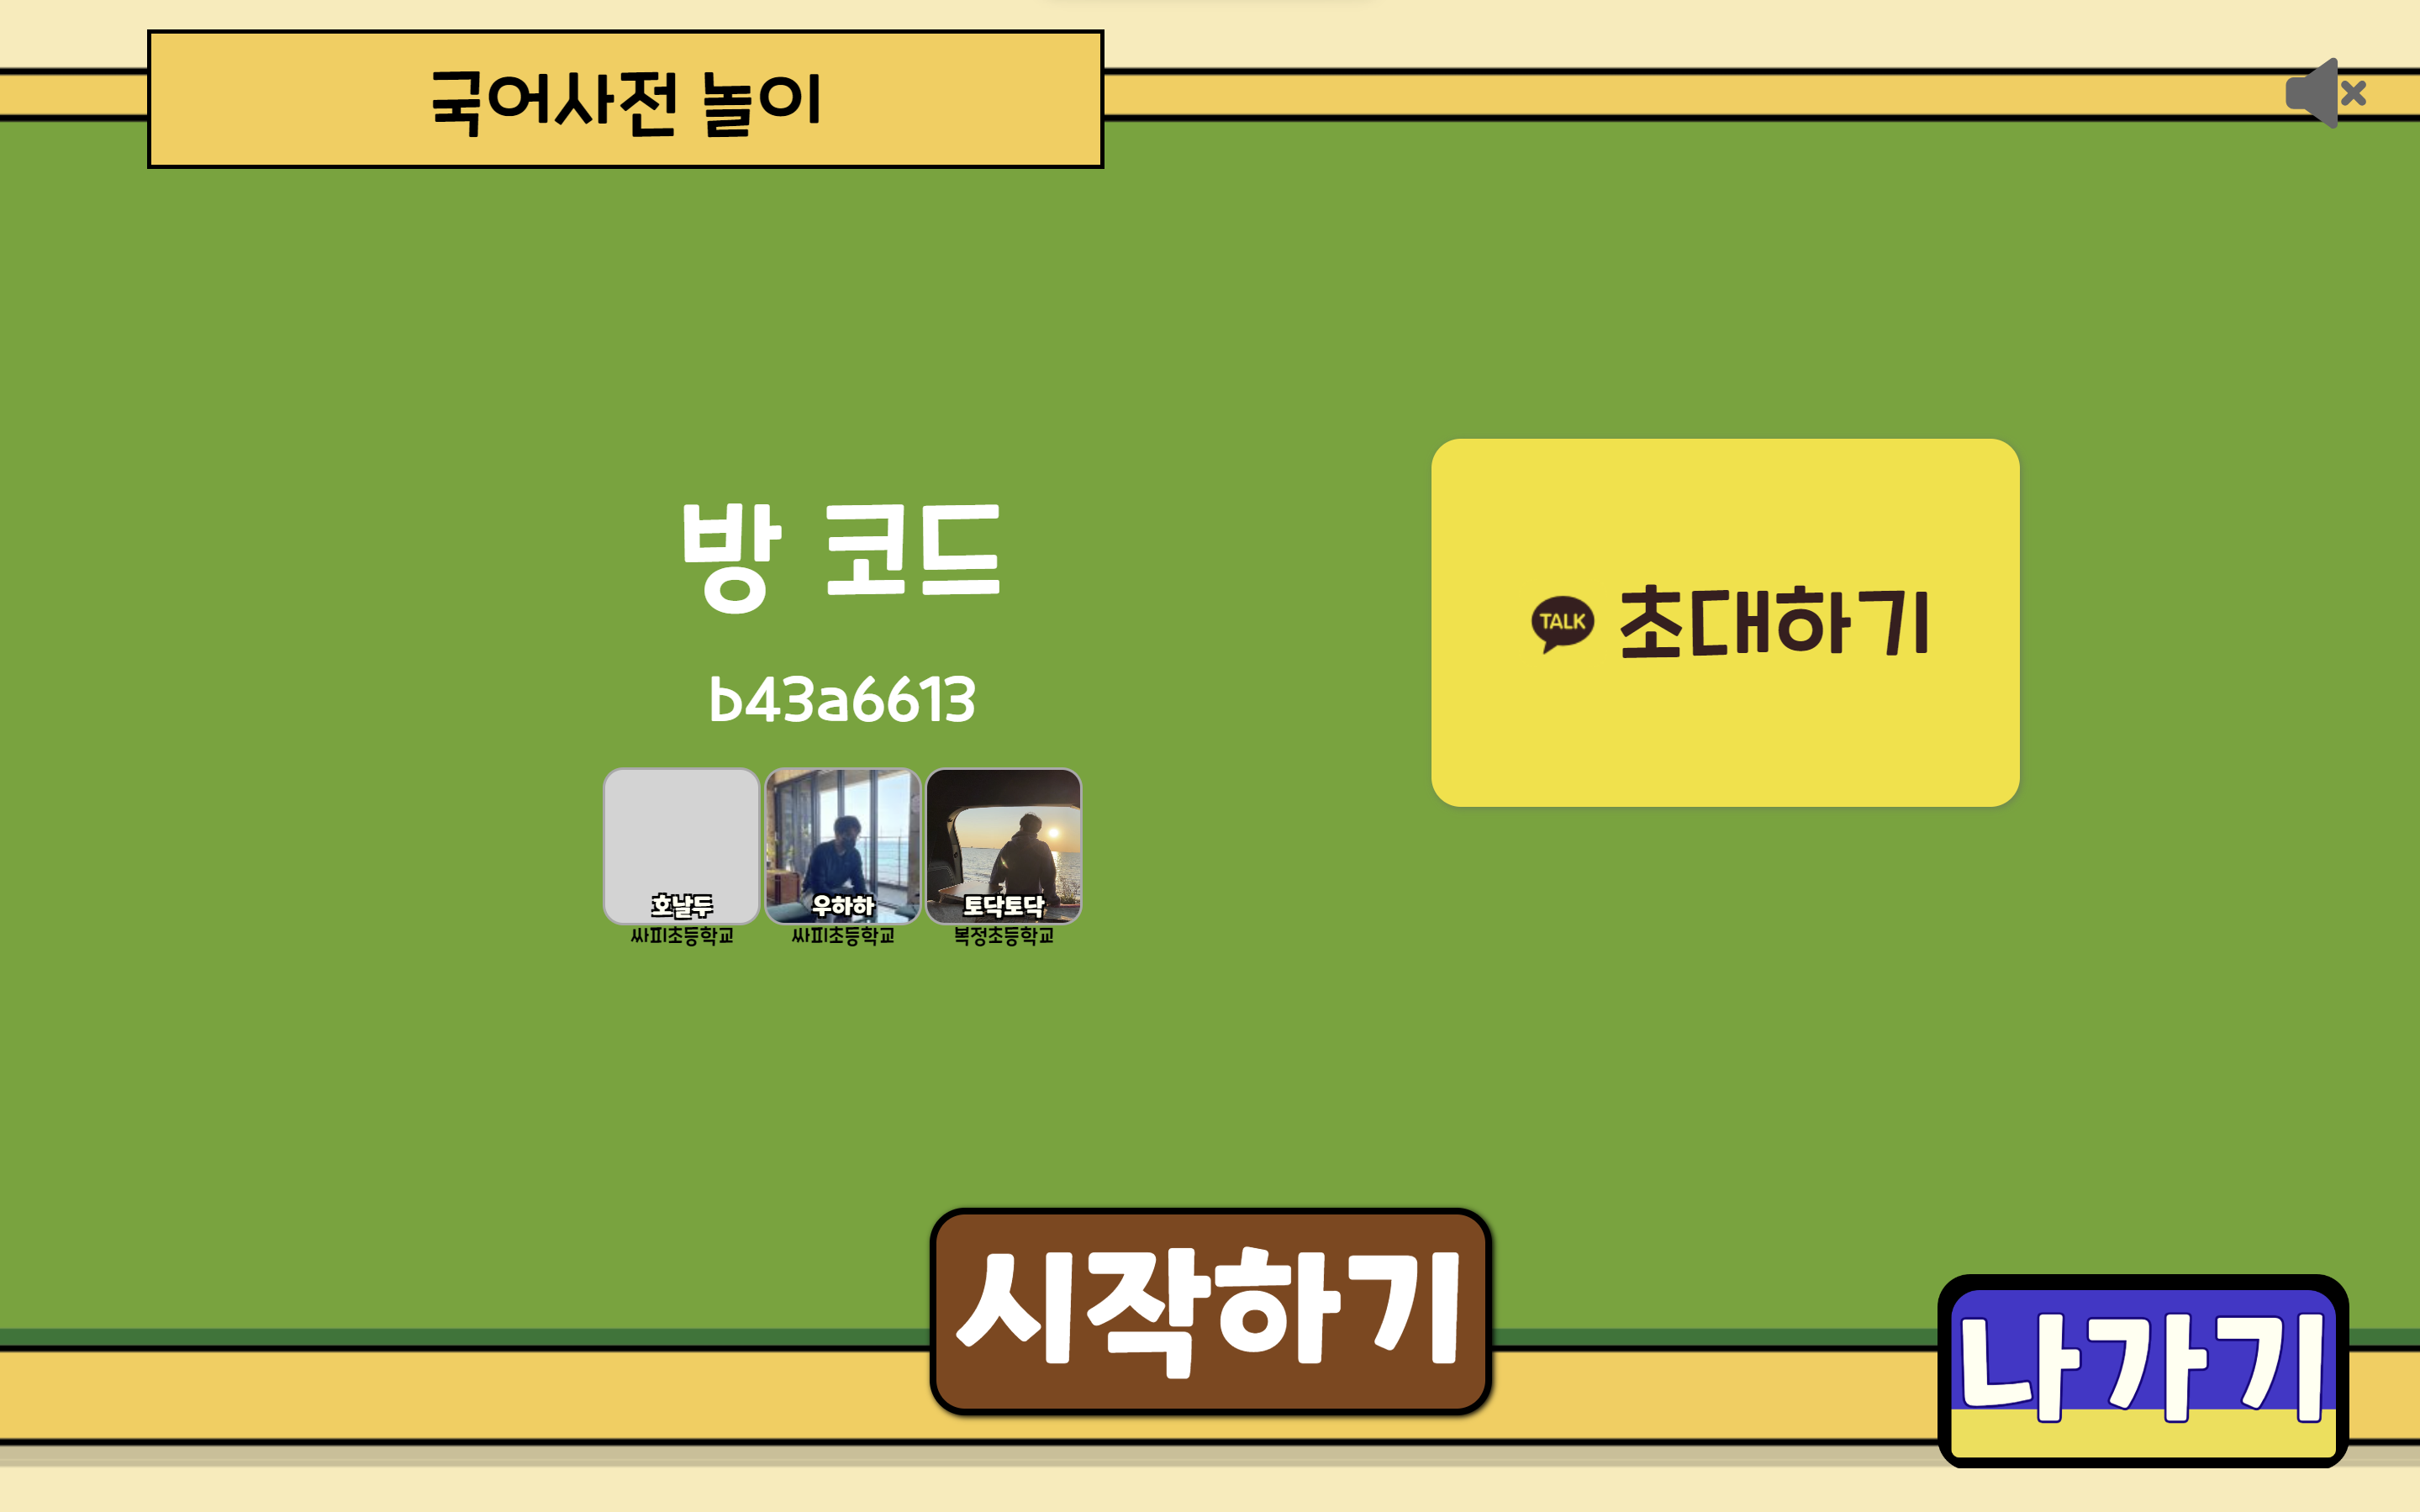 국어사전 놀이
방 코드
b43a6613
TALK 초대하기
호날두
싸피초등학교
우하하
싸피초등학교
토닥토닥
복정초등학교
시작하기
나가기